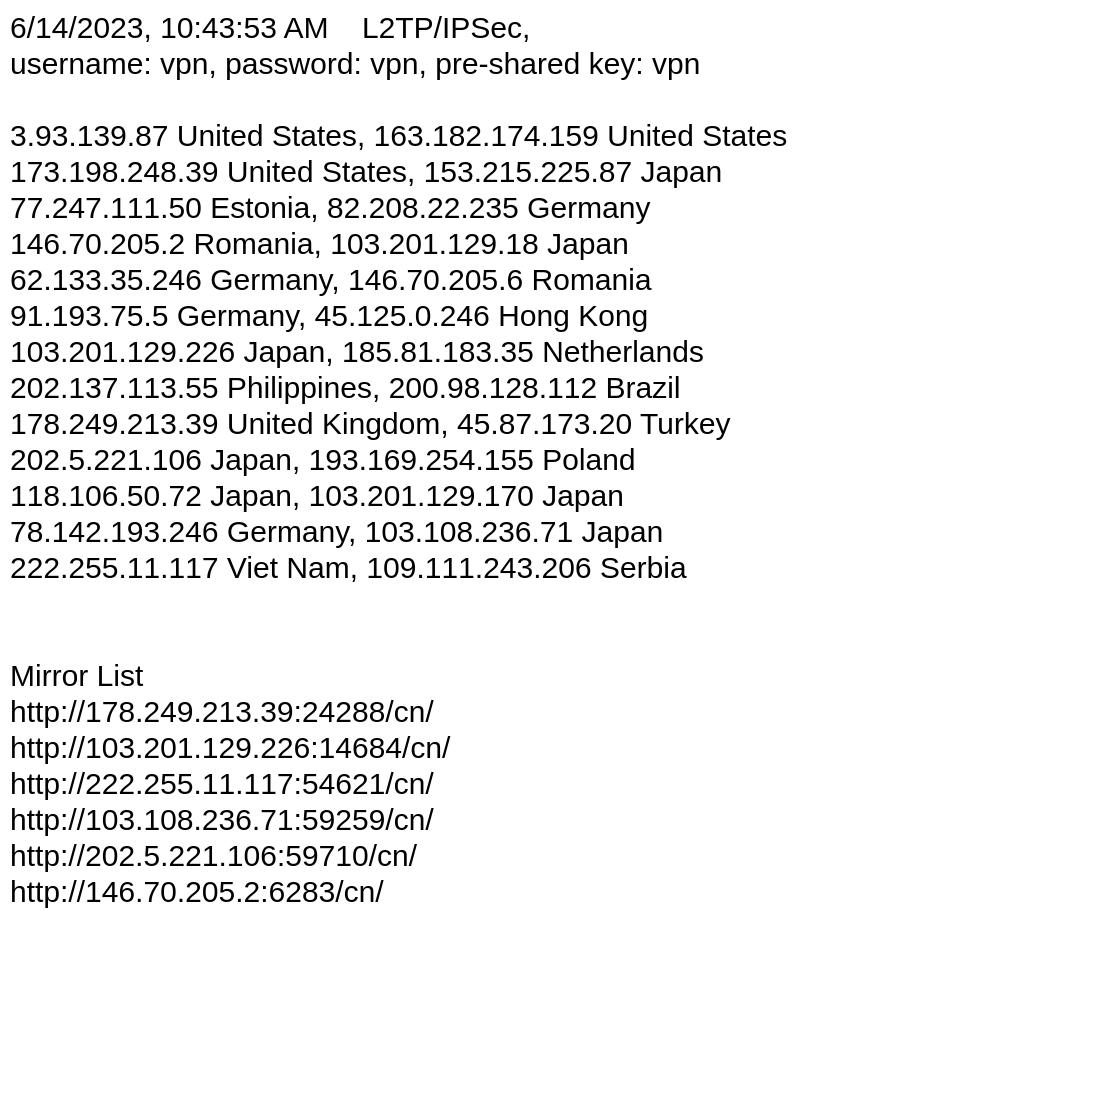 6/14/2023, 10:43:53 AM    L2TP/IPSec,
username: vpn, password: vpn, pre-shared key: vpn
3.93.139.87 United States, 163.182.174.159 United States
173.198.248.39 United States, 153.215.225.87 Japan
77.247.111.50 Estonia, 82.208.22.235 Germany
146.70.205.2 Romania, 103.201.129.18 Japan
62.133.35.246 Germany, 146.70.205.6 Romania
91.193.75.5 Germany, 45.125.0.246 Hong Kong
103.201.129.226 Japan, 185.81.183.35 Netherlands
202.137.113.55 Philippines, 200.98.128.112 Brazil
178.249.213.39 United Kingdom, 45.87.173.20 Turkey
202.5.221.106 Japan, 193.169.254.155 Poland
118.106.50.72 Japan, 103.201.129.170 Japan
78.142.193.246 Germany, 103.108.236.71 Japan
222.255.11.117 Viet Nam, 109.111.243.206 Serbia
Mirror List
http://178.249.213.39:24288/cn/
http://103.201.129.226:14684/cn/
http://222.255.11.117:54621/cn/
http://103.108.236.71:59259/cn/
http://202.5.221.106:59710/cn/
http://146.70.205.2:6283/cn/